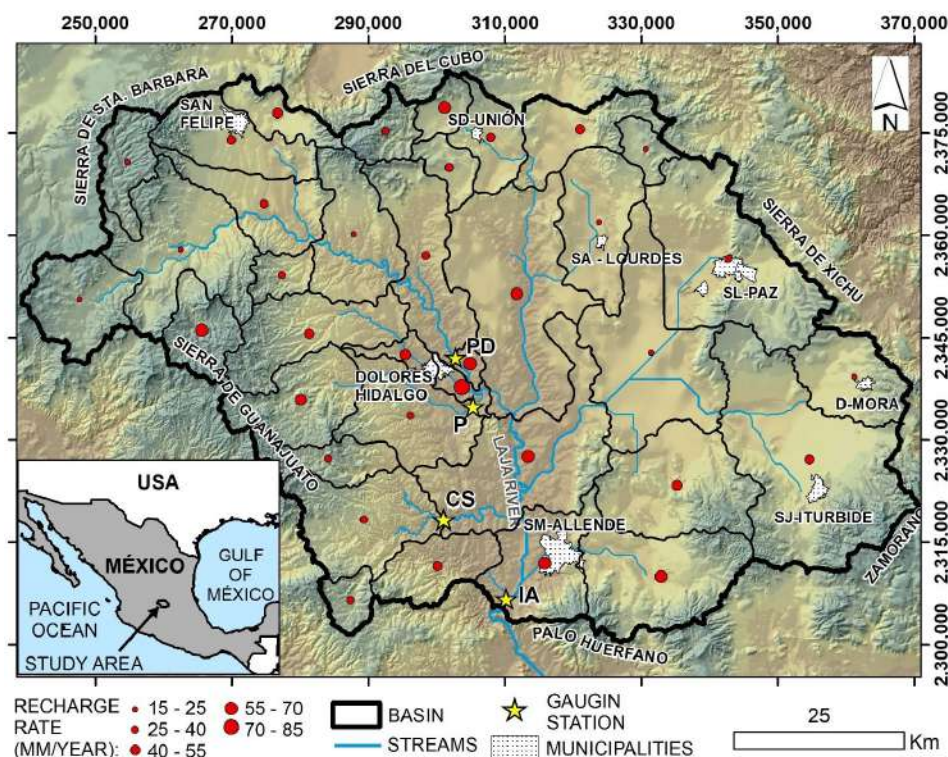 250.000 270.000 290.000 310.000 330.000 350.000 370.000
SIERRA DE STA. BARBARA
SIERRA DEL CUBO
SAN
FELIPE
SD-UNIÓN
N
2.375.000
2.360.000
2.345.000
2.330.000
2.315.000
2.300.000
SA - LOURDES
SIERRA DE XICHU
SL-PAZ
PD
DOLORES
HIDALGO
SIERRA DE GUANAJUATO
P
D-MORA
LAJA RIVER
CS
SM-ALLENDE
SJ-ITURBIDE
ZAMORANO
IA
PALO HUERFANO
USA
MÉXICO
GULF
OF
MÉXICO
PACIFIC
OCEAN
STUDY AREA
RECHARGE
RATE
(MM/YEAR):
15 - 25
25 - 40
40 - 55
55 - 70
70 - 85
BASIN
STREAMS
GAUGIN
STATION
MUNICIPALITIES
25
Km